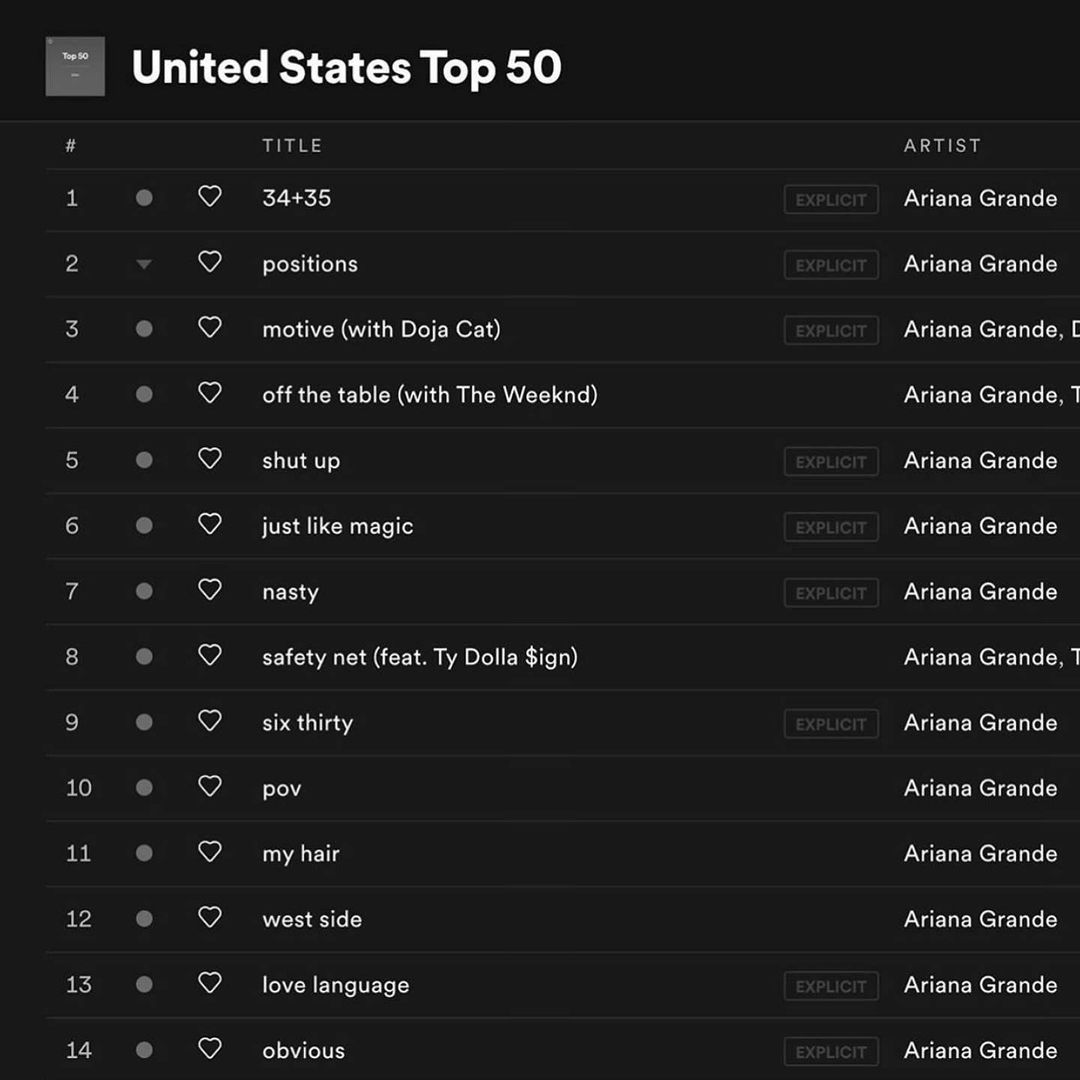 Top 50
United States Top 50
# TITLE ARTIST
1 34+35 EXPLICIT Ariana Grande
2 positions EXPLICIT Ariana Grande
3 motive (with Doja Cat) EXPLICIT Ariana Grande, D
4 off the table (with The Weeknd) Ariana Grande, T
5 shut up EXPLICIT Ariana Grande
6 just like magic EXPLICIT Ariana Grande
7 nasty EXPLICIT Ariana Grande
8 safety net (feat. Ty Dolla $ign) Ariana Grande, T
9 six thirty EXPLICIT Ariana Grande
10 pov Ariana Grande
11 my hair Ariana Grande
12 west side Ariana Grande
13 love language EXPLICIT Ariana Grande
14 obvious EXPLICIT Ariana Grande